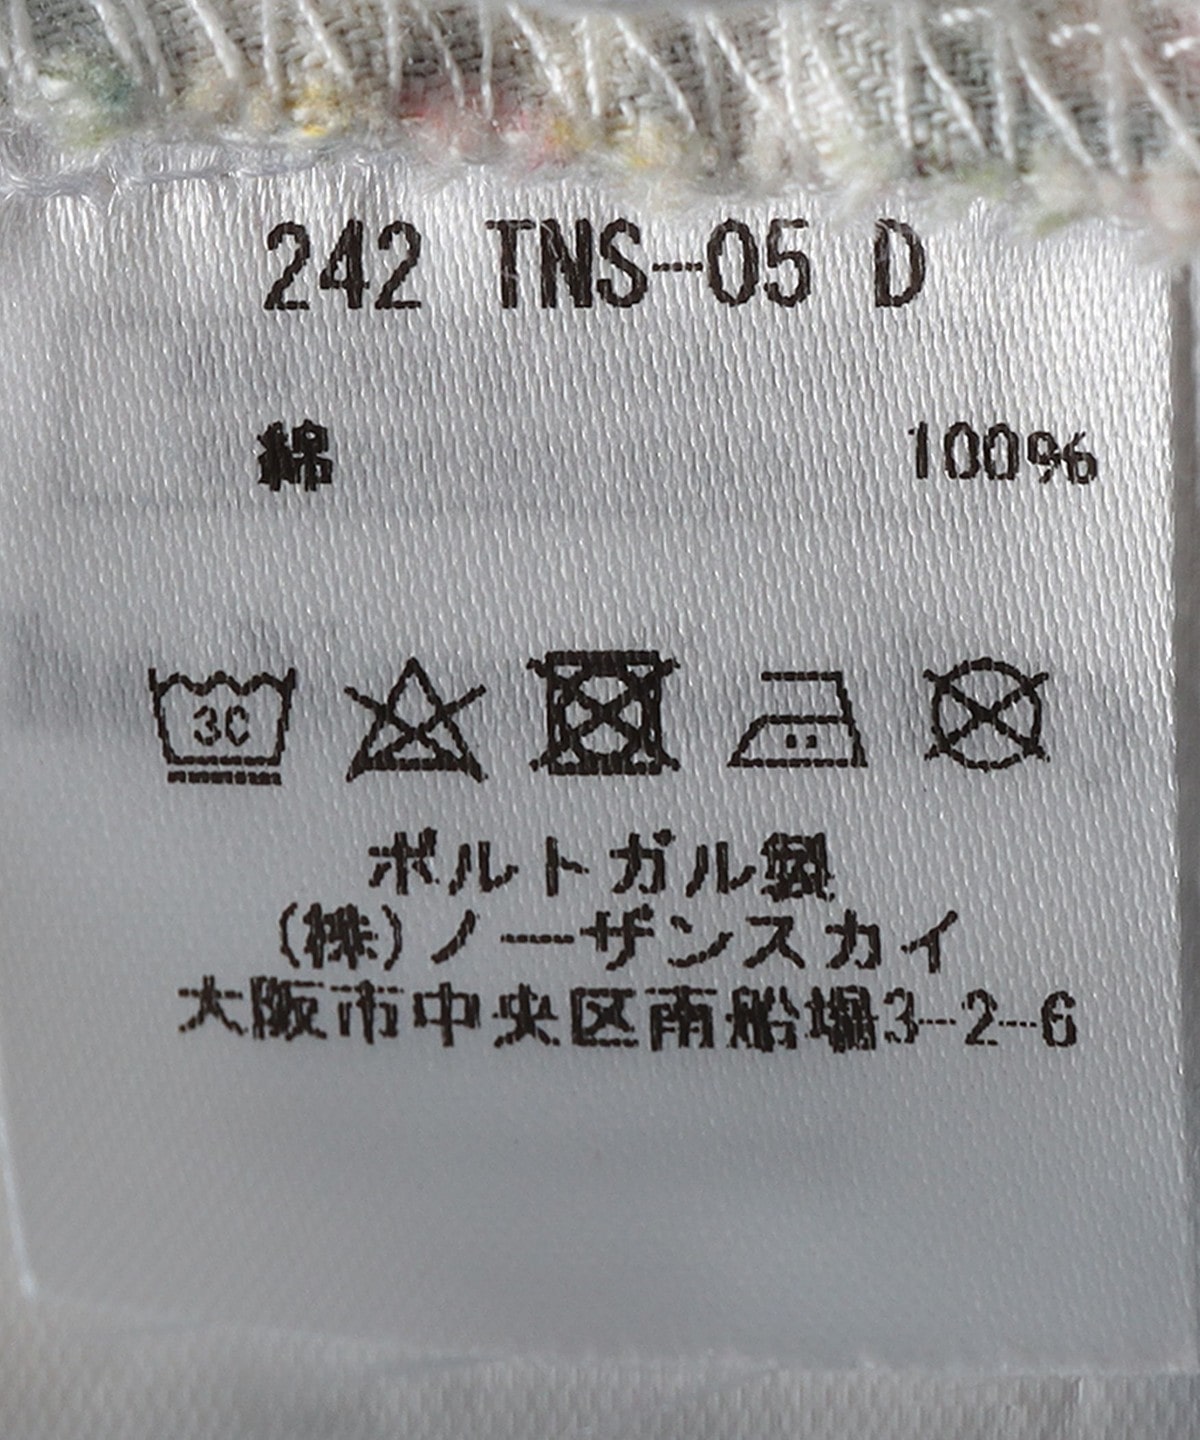 242 TNS-05 D
綿 100%
30
ポルトガル製
(株)ノーザンスカイ
大阪市中央区南船場3-2-6